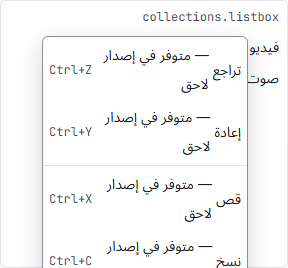 collections.listbox
فيديو
صوت
تراجع — متوفر في إصدار لاحق Ctrl+Z
إعادة — متوفر في إصدار لاحق Ctrl+Y
قص — متوفر في إصدار لاحق Ctrl+X
نسخ — متوفر في إصدار Ctrl+C